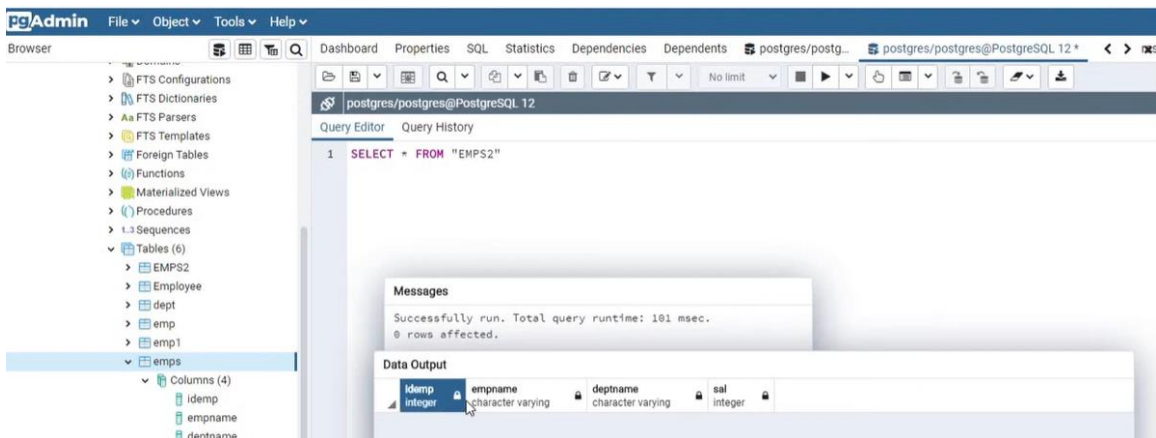 pgAdmin File Object Tools Help
Browser
Dashboard Properties SQL Statistics Dependencies Dependents postgres/postg... postgres/postgres@PostgreSQL 12 *
FTS Configurations
FTS Dictionaries
Aa FTS Parsers
FTS Templates
Foreign Tables
Functions
Materialized Views
Procedures
1..3 Sequences
Tables (6)
EMPS2
Employee
dept
emp
emp1
emps
Columns (4)
idemp
empname
deptname
No limit
postgres/postgres@PostgreSQL 12
Query Editor Query History
1 SELECT * FROM "EMPS2"
Messages
Successfully run. Total query runtime: 101 msec.
0 rows affected.
Data Output
idemp empname deptname sal
integer character varying character varying integer